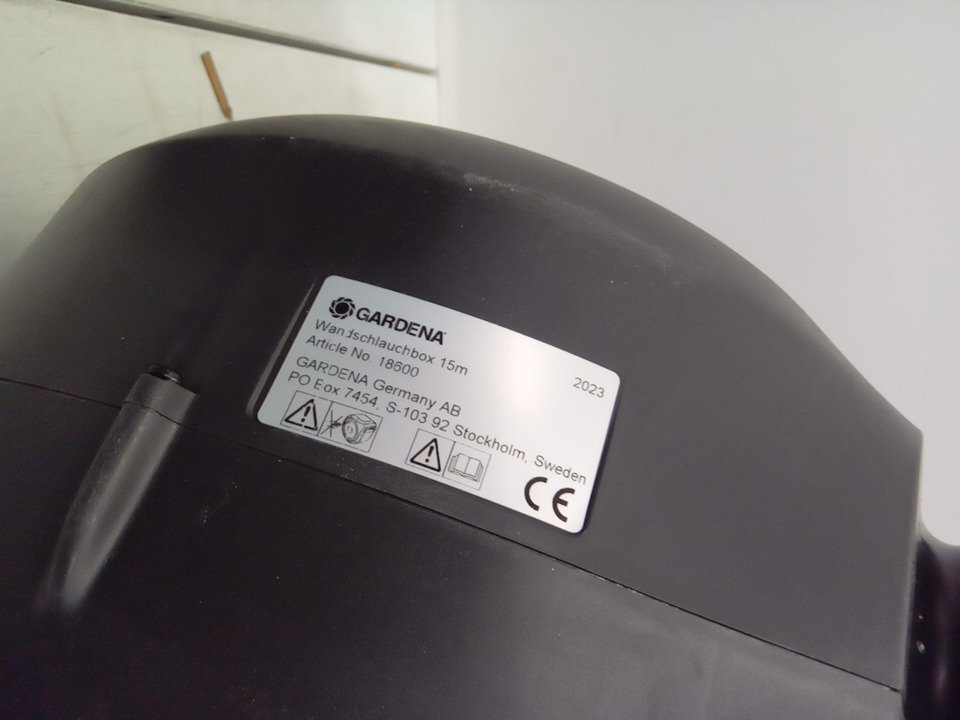 GARDENA
Wandschlauchbox 15m
Article No. 18600
2023
GARDENA Germany AB
PO Box 7454, S-103 92 Stockholm, Sweden
CE